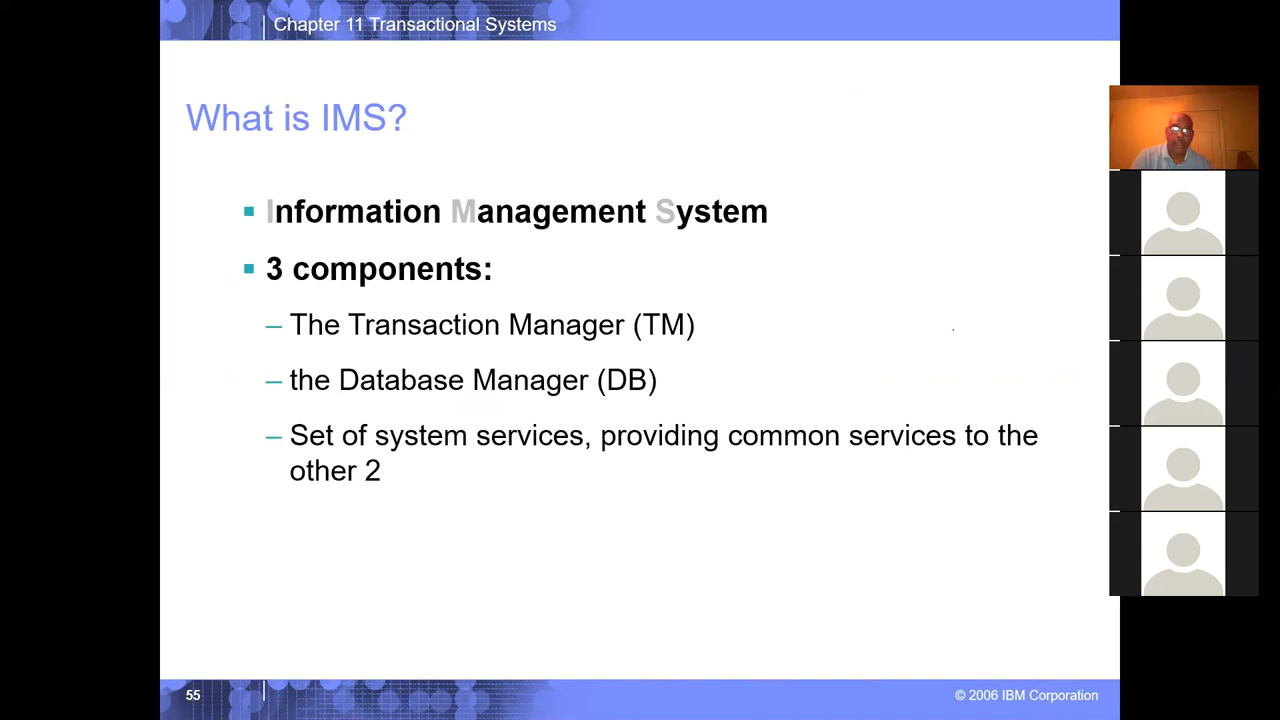 Chapter 11 Transactional Systems
What is IMS?
Information Management System
3 components:
– The Transaction Manager (TM)
– the Database Manager (DB)
– Set of system services, providing common services to the
other 2
55
© 2006 IBM Corporation